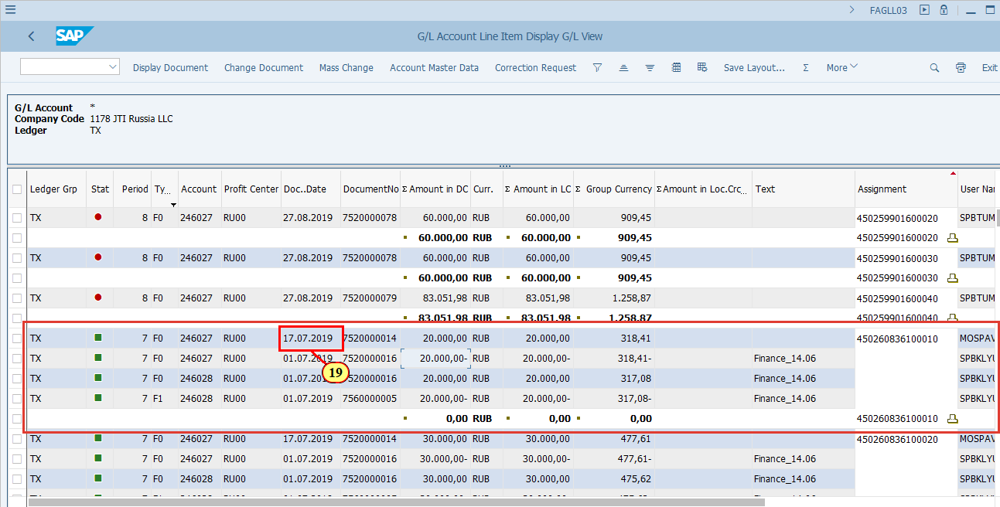 FAGLL03
SAP G/L Account Line Item Display G/L View
Display Document Change Document Mass Change Account Master Data Correction Request Save Layout... Σ More Exit
G/L Account *
Company Code 1178 JTI Russia LLC
Ledger TX
Ledger Grp Stat Period Ty... Account Profit Center Doc..Date DocumentNo Σ Amount in DC Curr. Σ Amount in LC Σ Group Currency Σ Amount in Loc.Crc... Text Assignment User Nar
TX 8 F0 246027 RU00 27.08.2019 7520000078 60.000,00 RUB 60.000,00 909,45 450259901600020 SPBTUM
60.000,00 RUB 60.000,00 909,45 450259901600020
TX 8 F0 246027 RU00 27.08.2019 7520000078 60.000,00 RUB 60.000,00 909,45 450259901600030 SPBTUM
60.000,00 RUB 60.000,00 909,45 450259901600030
TX 8 F0 246027 RU00 27.08.2019 7520000079 83.051,98 RUB 83.051,98 1.258,87 450259901600040 SPBTUM
83.051,98 RUB 83.051,98 1.258,87 450259901600040
TX 7 F0 246027 RU00 17.07.2019 7520000014 20.000,00 RUB 20.000,00 318,41 450260836100010 MOSPAV
TX 7 F0 246027 RU00 01.07.2019 7520000016 20.000,00- RUB 20.000,00- 318,41- Finance_14.06 SPBKLYU
19
TX 7 F0 246028 RU00 01.07.2019 7520000016 20.000,00 RUB 20.000,00 317,08 Finance_14.06 SPBKLYU
TX 7 F1 246028 RU00 01.07.2019 7560000005 20.000,00- RUB 20.000,00- 317,08- Finance_14.06 SPBKLYU
0,00 RUB 0,00 0,00 450260836100010
TX 7 F0 246027 RU00 17.07.2019 7520000014 30.000,00 RUB 30.000,00 477,61 450260836100020 MOSPAV
TX 7 F0 246027 RU00 01.07.2019 7520000016 30.000,00- RUB 30.000,00- 477,61- Finance_14.06 SPBKLYU
TX 7 F0 246028 RU00 01.07.2019 7520000016 30.000,00 RUB 30.000,00 475,62 Finance_14.06 SPBKLYU